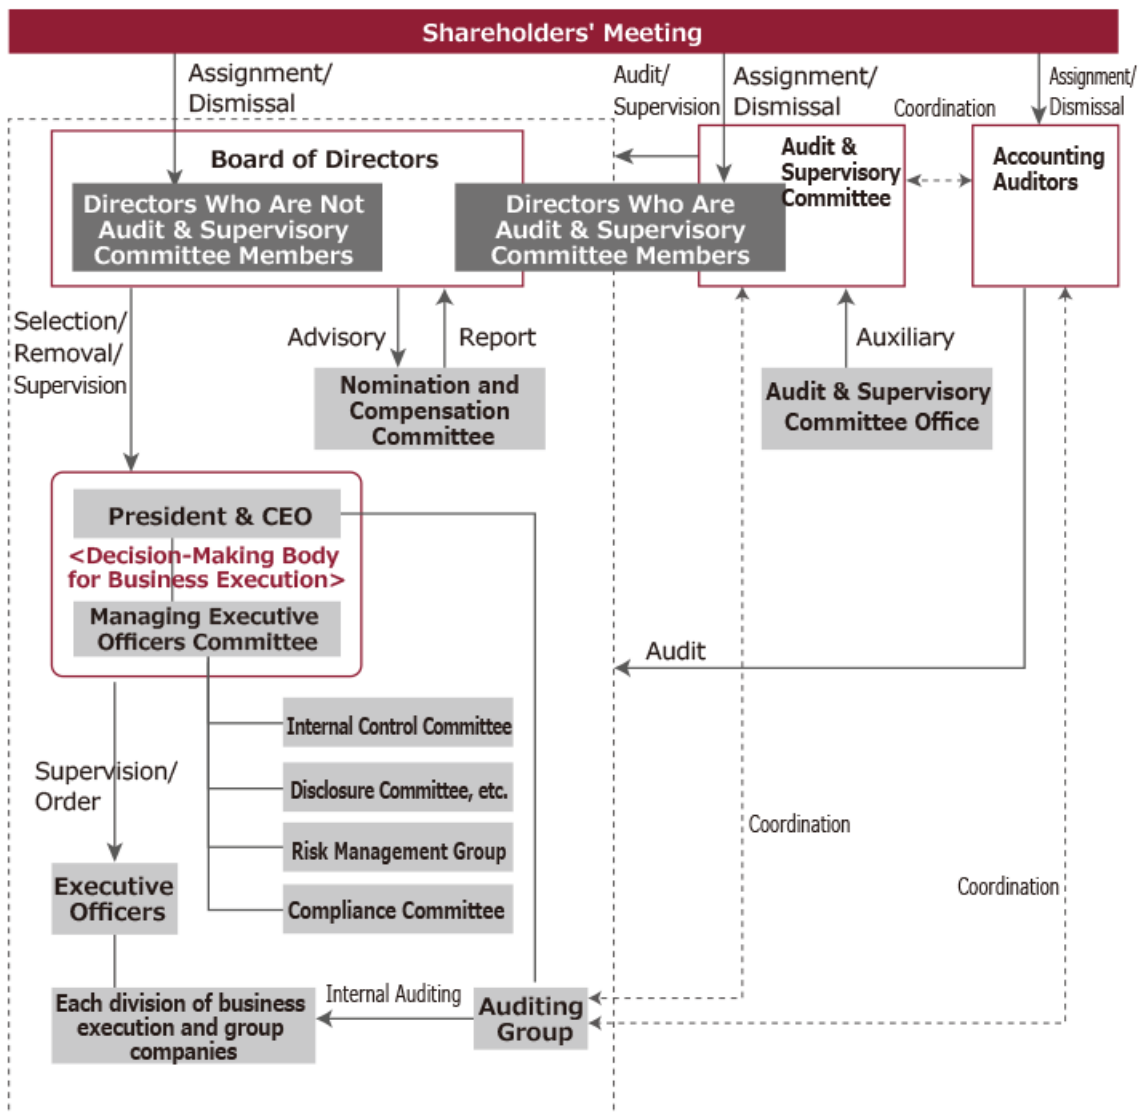 Shareholders' Meeting
Assignment/
Dismissal
Audit/
Supervision
Assignment/
Dismissal
Coordination
Assignment/
Dismissal
Board of Directors
Directors Who Are Not
Audit & Supervisory
Committee Members
Directors Who Are
Audit & Supervisory
Committee Members
Audit &
Supervisory
Committee
Accounting
Auditors
Selection/
Removal/
Supervision
Advisory
Report
Auxiliary
Nomination and
Compensation
Committee
Audit & Supervisory
Committee Office
President & CEO
<Decision-Making Body
for Business Execution>
Managing Executive
Officers Committee
Audit
Internal Control Committee
Supervision/
Order
Disclosure Committee, etc.
Coordination
Risk Management Group
Executive
Officers
Coordination
Compliance Committee
Each division of business
execution and group
companies
Internal Auditing
Auditing
Group